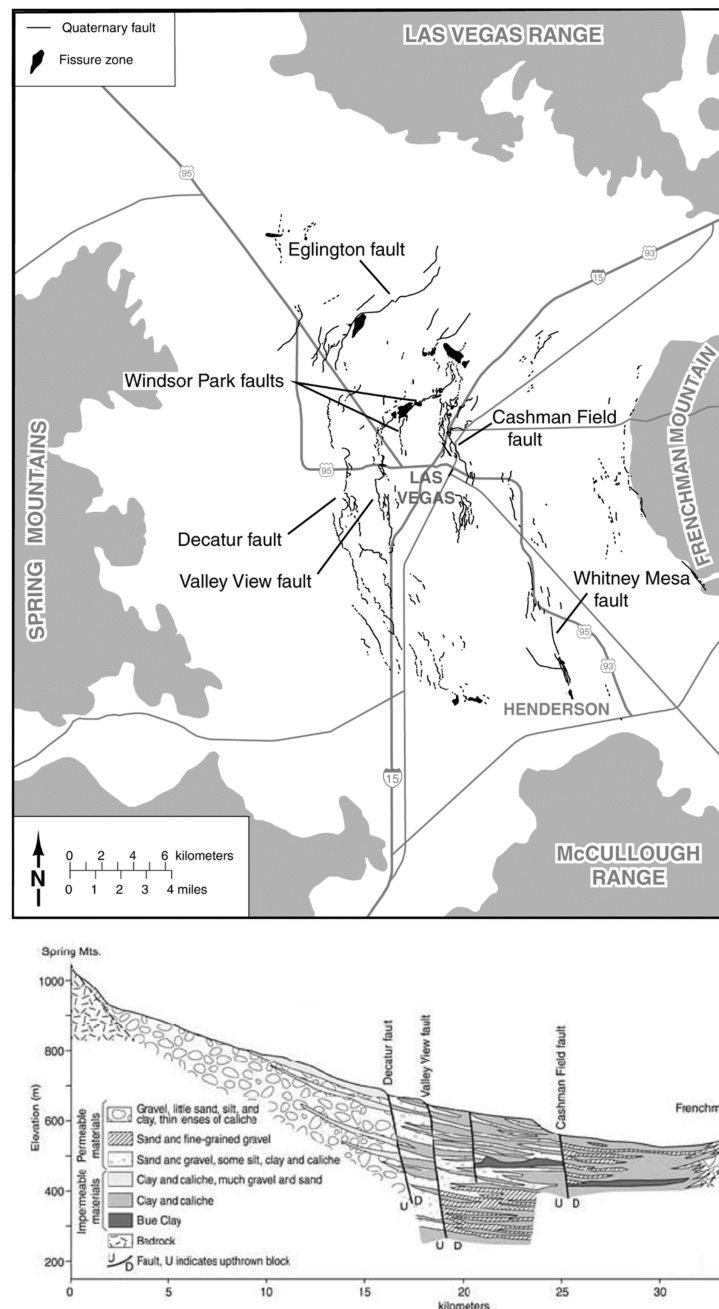 Quaternary fault
Fissure zone
LAS VEGAS RANGE
95
93
15
Eglington fault
Windsor Park faults
Cashman Field
fault
FRENCHMAN MOUNTAIN
SPRING MOUNTAINS
95
LAS
VEGAS
Decatur fault
Valley View fault
Whitney Mesa
fault
95
93
HENDERSON
15
McCULLOUGH
RANGE
N
0 2 4 6 kilometers
0 1 2 3 4 miles
Spring Mts.
1000
800
600
400
200
Elevation (m)
Decatur fault
Valley View fault
Cashman Field fault
Frenchm
Permeable
materials
Gravel, little sand, silt, and
clay, thin lenses of caliche
Sand and fine-grained gravel
Sand and gravel, some silt, clay and caliche
Impermeable
materials
Clay and caliche, much gravel and sand
Clay and caliche
Bue Clay
Bedrock
U
D
Fault, U indicates upthrown block
U D
U D
U D
0 5 10 15 20 25 30
kilometers